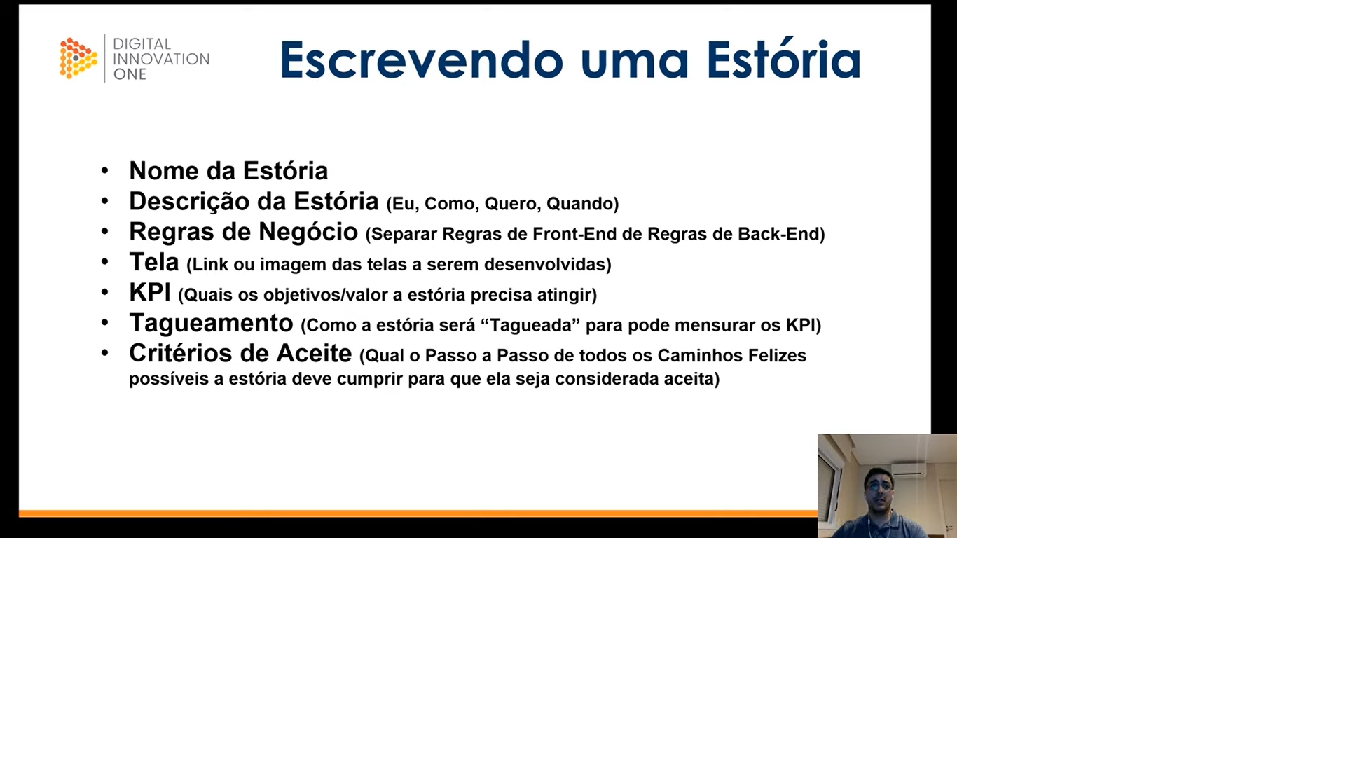 DIGITAL
INNOVATION
ONE
Escrevendo uma Estória
• Nome da Estória
• Descrição da Estória (Eu, Como, Quero, Quando)
• Regras de Negócio (Separar Regras de Front-End de Regras de Back-End)
• Tela (Link ou imagem das telas a serem desenvolvidas)
• KPI (Quais os objetivos/valor a estória precisa atingir)
• Tagueamento (Como a estória será “Tagueada” para pode mensurar os KPI)
• Critérios de Aceite (Qual o Passo a Passo de todos os Caminhos Felizes
possíveis a estória deve cumprir para que ela seja considerada aceita)